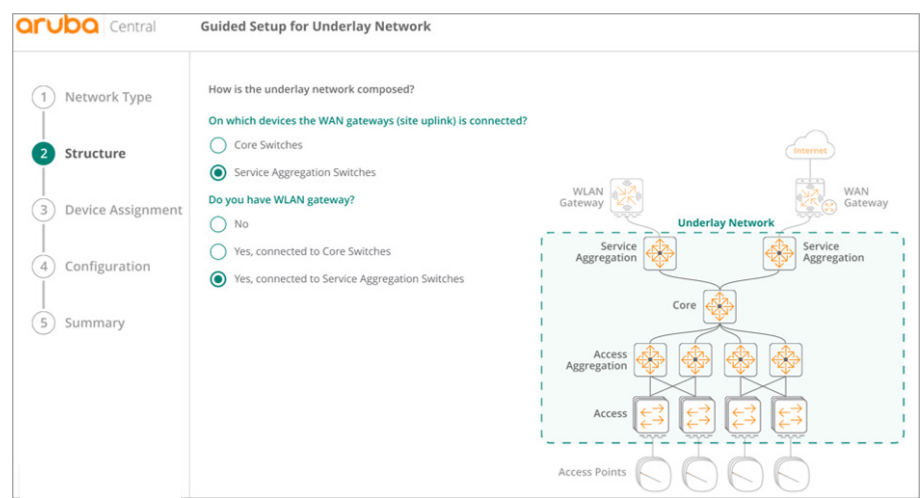 aruba Central
Guided Setup for Underlay Network
1 Network Type
2 Structure
3 Device Assignment
4 Configuration
5 Summary
How is the underlay network composed?
On which devices the WAN gateways (site uplink) is connected?
Core Switches
Service Aggregation Switches
Do you have WLAN gateway?
No
Yes, connected to Core Switches
Yes, connected to Service Aggregation Switches
Internet
WLAN
Gateway
WAN
Gateway
Underlay Network
Service
Aggregation
Service
Aggregation
Core
Access
Aggregation
Access
Access Points